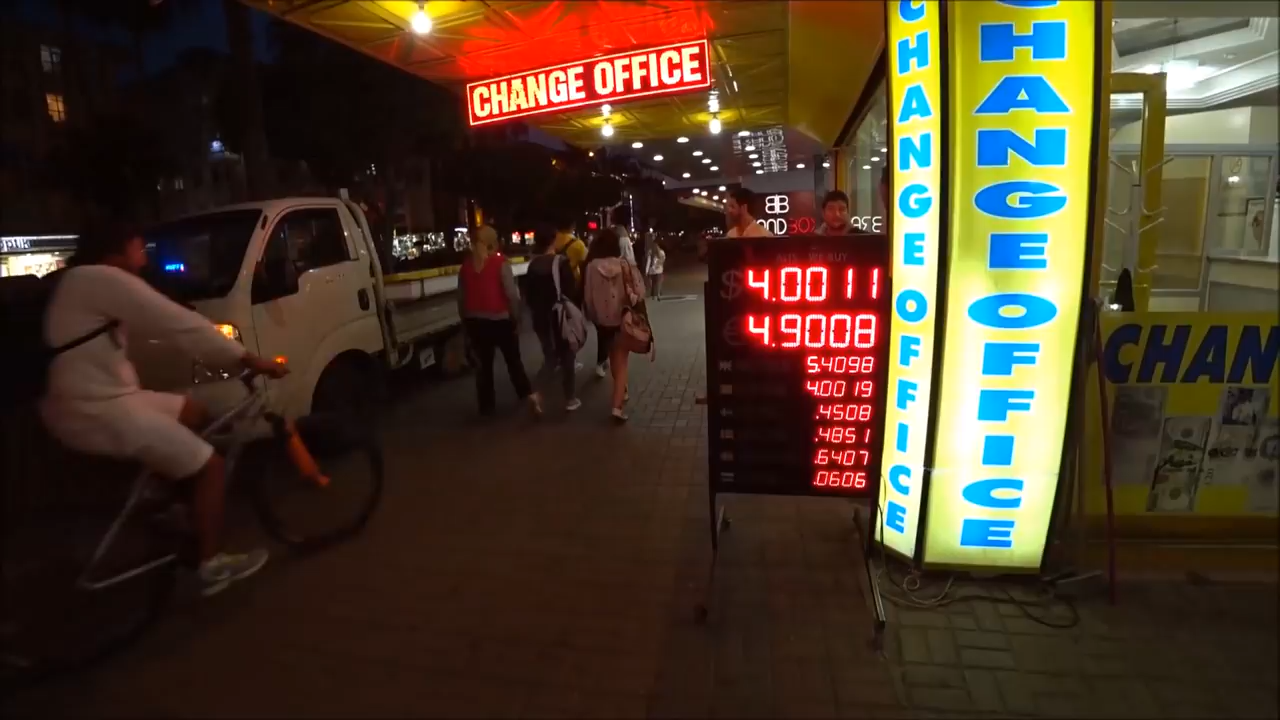 CHANGE OFFICE
CHANGE OFFICE
CHANGE OFFICE
$ 4.0011
€ 4.9008
5.4098
4.0019
.4508
.4851
.6407
.0606
CHAN